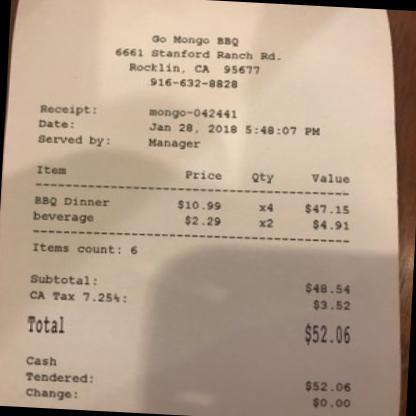 Go Mongo BBQ
6661 Stanford Ranch Rd.
Rocklin, CA 95677
916-632-8828
Receipt: mongo-042441
Date: Jan 28, 2018 5:48:07 PM
Served by: Manager
Item Price Qty Value
BBQ Dinner $10.99 x4 $47.15
beverage $2.29 x2 $4.91
Items count: 6
Subtotal: $48.54
CA Tax 7.25%: $3.52
Total $52.06
Cash
Tendered: $52.06
Change: $0.00